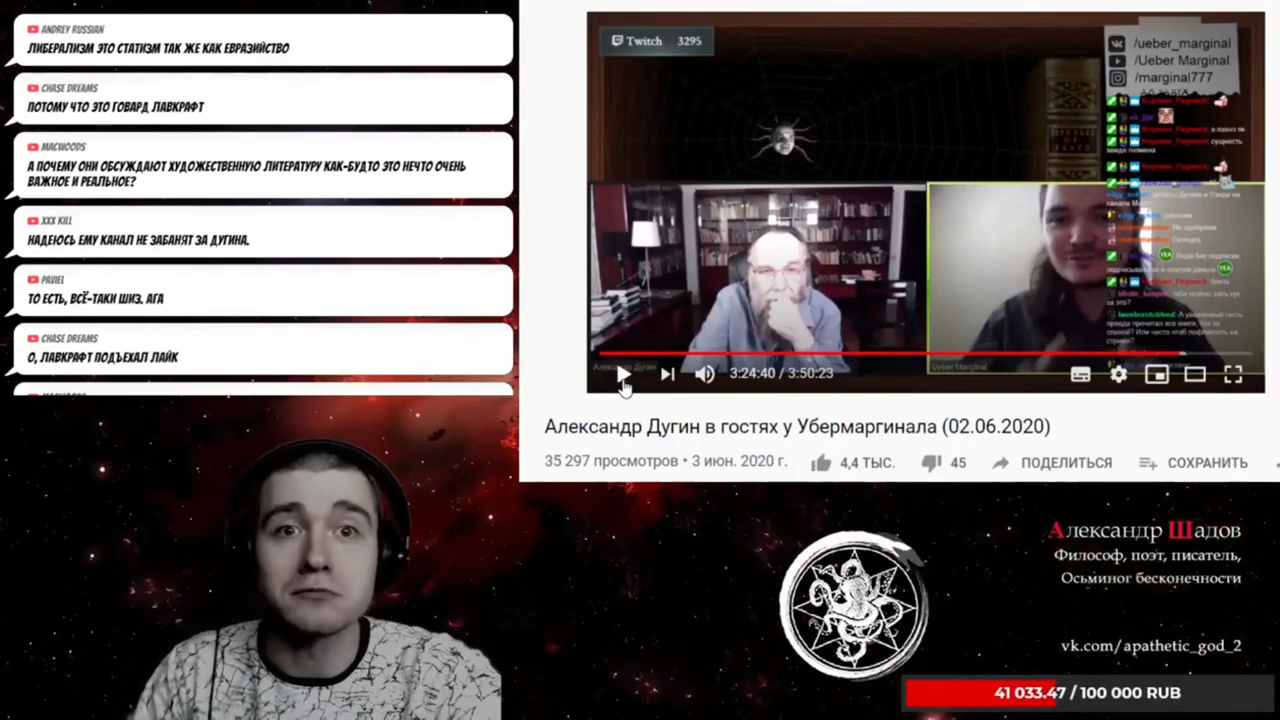 ANDREY RUSSIAN
ЛИБЕРАЛИЗМ ЭТО СТАТИЗМ ТАК ЖЕ КАК ЕВРАЗИЙСТВО
CHASE DREAMS
ПОТОМУ ЧТО ЭТО ГОВАРД ЛАВКРАФТ
MACWOODS
А ПОЧЕМУ ОНИ ОБСУЖДАЮТ ХУДОЖЕСТВЕННУЮ ЛИТЕРАТУРУ КАК-БУДТО ЭТО НЕЧТО ОЧЕНЬ
ВАЖНОЕ И РЕАЛЬНОЕ?
XXX KILL
НАДЕЮСЬ ЕМУ КАНАЛ НЕ ЗАБАНЯТ ЗА ДУГИНА.
PAVIEL
ТО ЕСТЬ, ВСЁ-ТАКИ ШИЗ. АГА
CHASE DREAMS
О, ЛАВКРАФТ ПОДЪЕХАЛ ЛАЙК
Twitch 3295
/ueber_marginal
/Ueber Marginal
/marginal777
Ueber Marginal
3:24:40 / 3:50:23
Александр Дугин в гостях у Убермаргинала (02.06.2020)
35 297 просмотров • 3 июн. 2020 г.
4,4 ТЫС.
45
ПОДЕЛИТЬСЯ
СОХРАНИТЬ
Александр Шадов
Философ, поэт, писатель,
Осьминог бесконечности
vk.com/apathetic_god_2
41 033.47 / 100 000 RUB